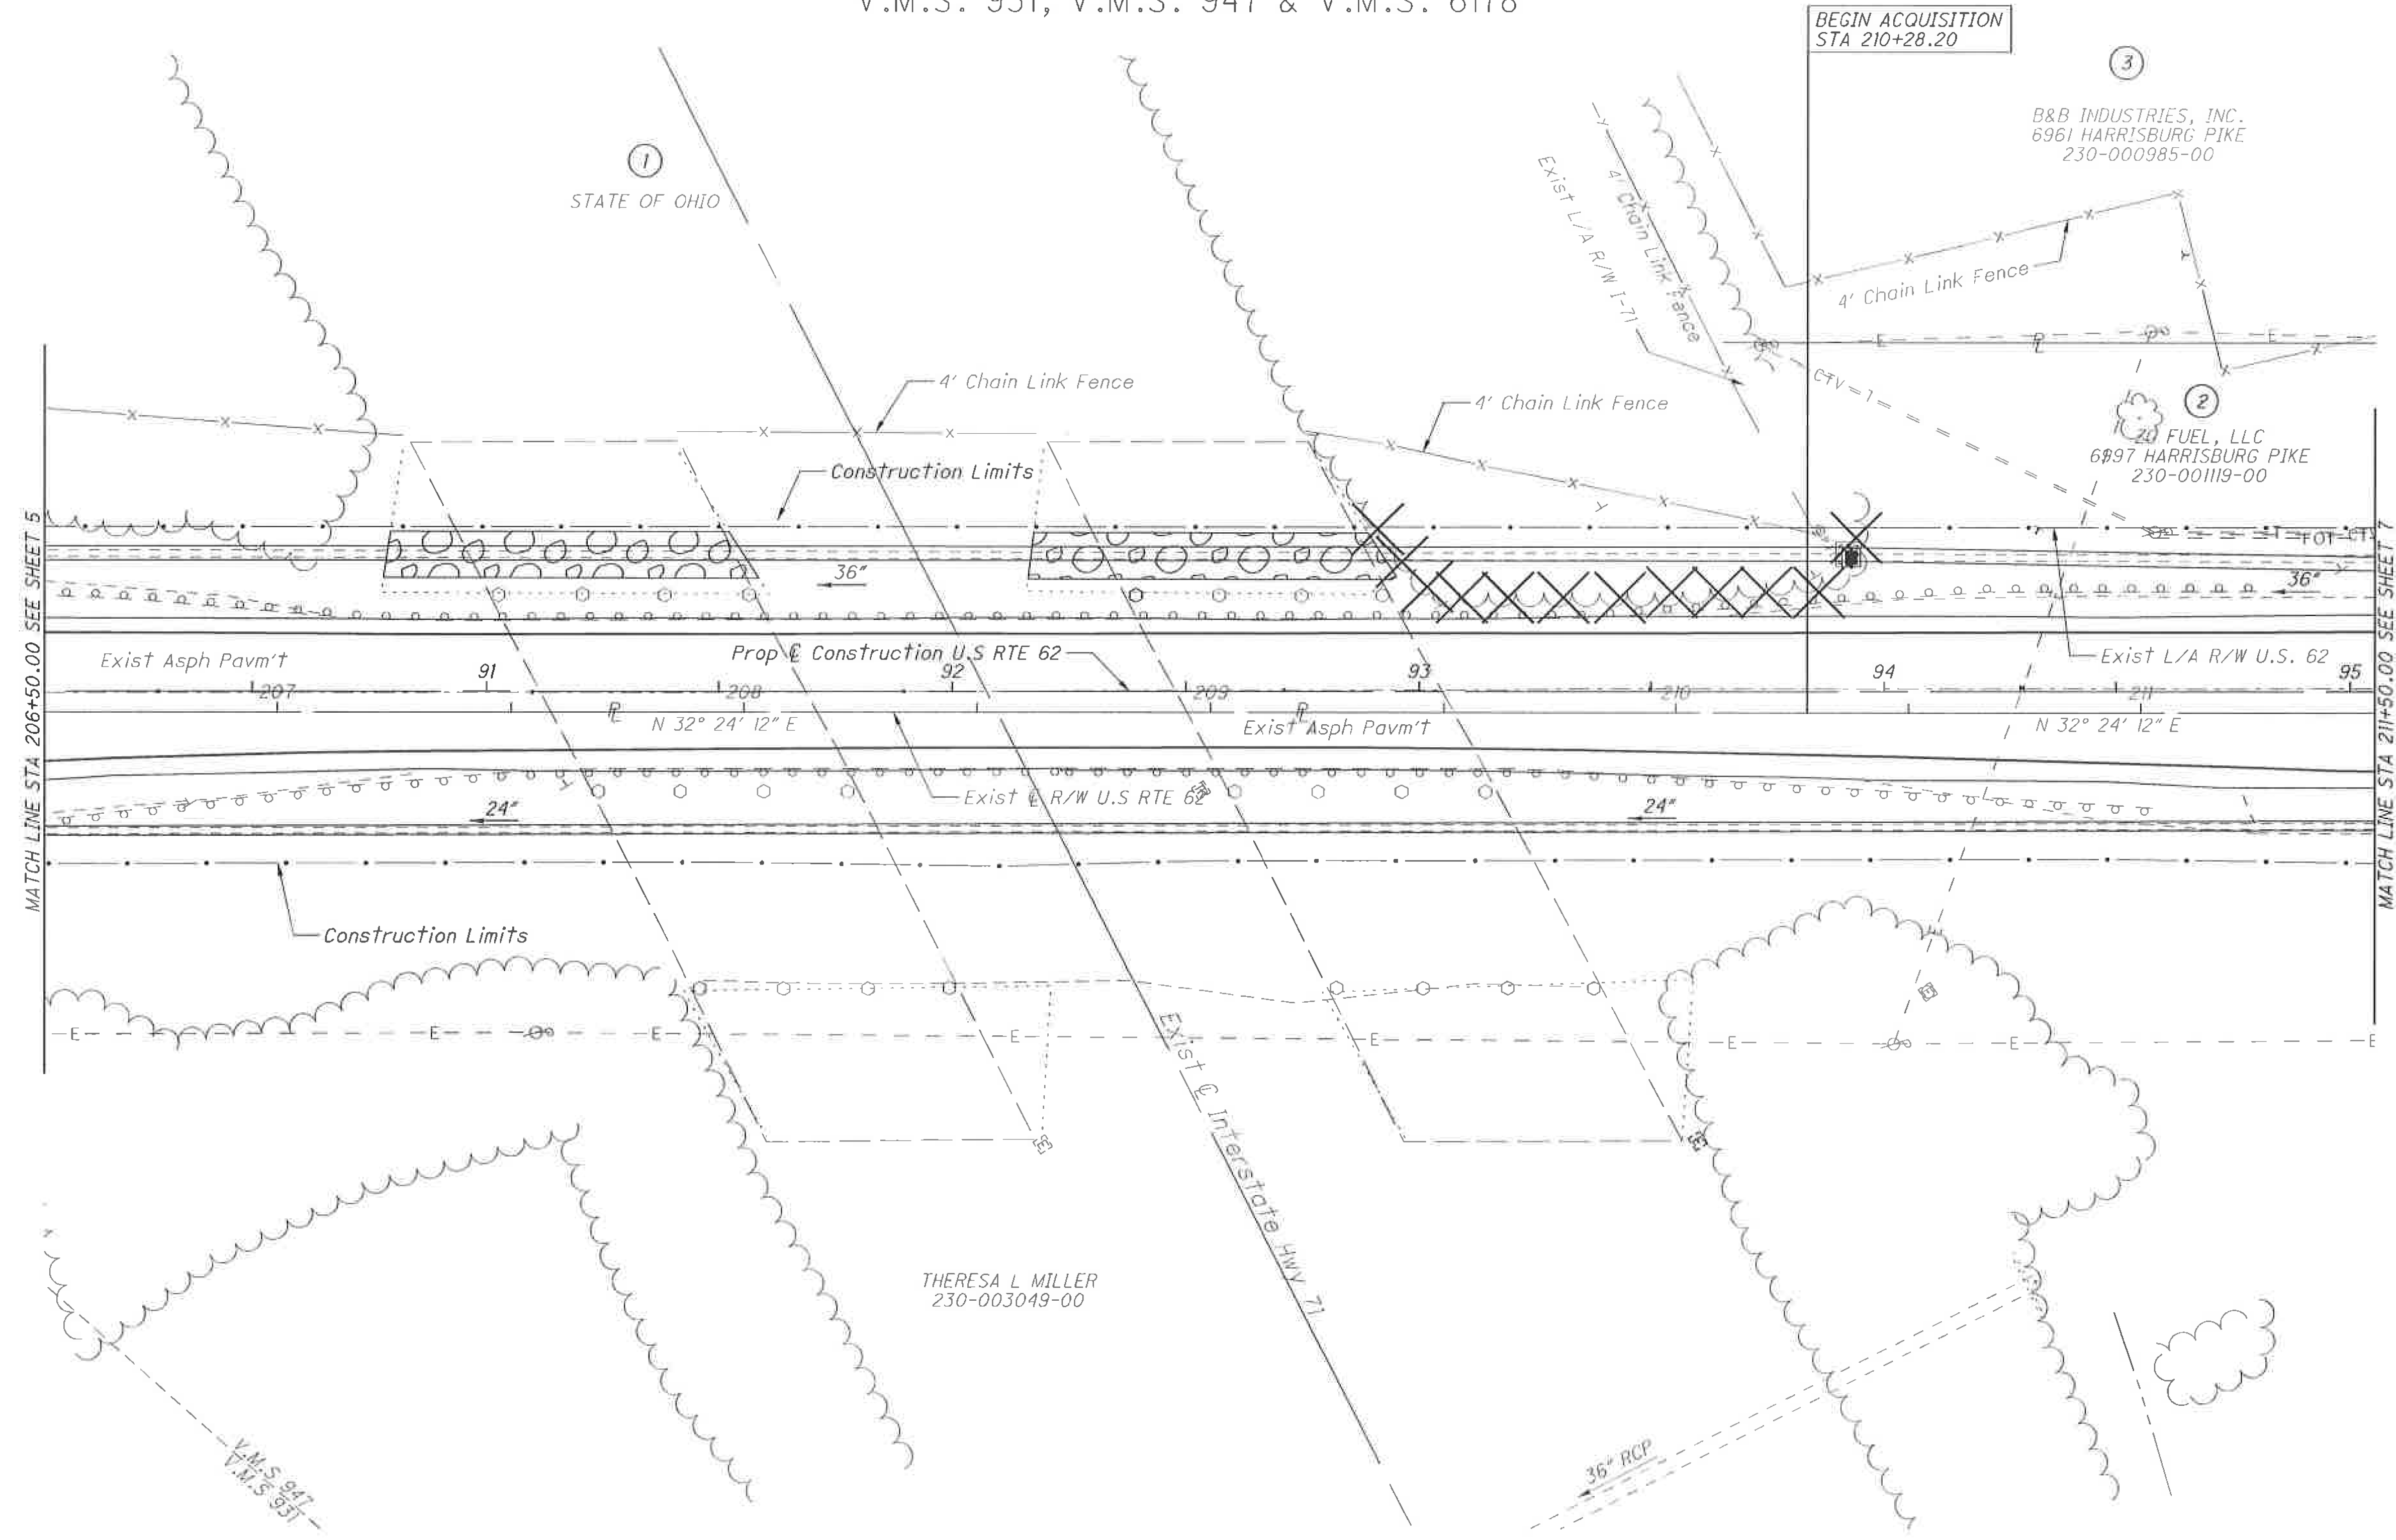 V.M.S. 931, V.M.S. 947 & V.M.S. 6178
BEGIN ACQUISITION
STA 210+28.20
3
B&B INDUSTRIES, INC.
6961 HARRISBURG PIKE
230-000985-00
1
STATE OF OHIO
Exist L/A R/W I-71
4' Chain Link Fence
4' Chain Link Fence
E
E
CTV
4' Chain Link Fence
4' Chain Link Fence
2
FUEL, LLC
HARRISBURG PIKE
230-001119-00
Construction Limits
MATCH LINE STA 206+50.00 SEE SHEET 5
36"
36"
MATCH LINE STA 211+50.00 SEE SHEET 7
Exist Asph Pavm't
Prop ℄ Construction U.S RTE 62
Exist L/A R/W U.S. 62
91
92
93
94
95
207
208
209
210
211
N 32° 24' 12" E
Exist Asph Pavm't
N 32° 24' 12" E
Exist ℄ R/W U.S RTE 62
24"
24"
Construction Limits
E
E
E
E
E
E
E
E
Exist ℄ Interstate Hwy 71
THERESA L MILLER
230-003049-00
V.M.S 947
V.M.S 931
36" RCP